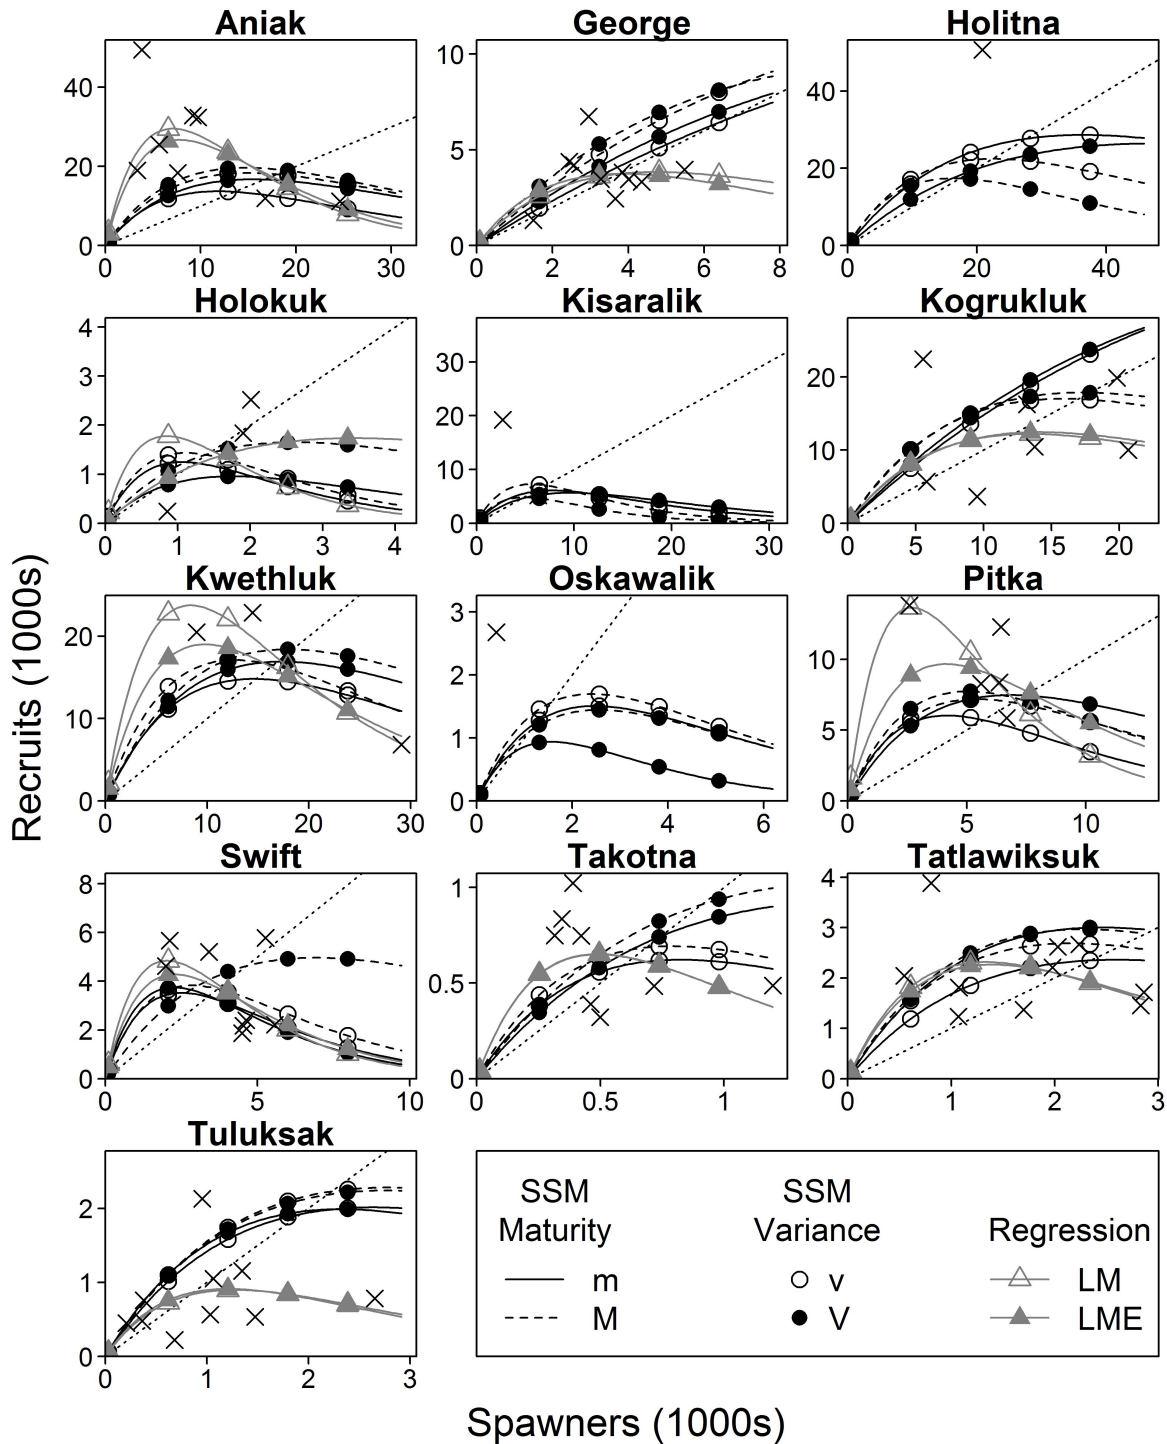 Aniak
George
Holitna
40
20
0
0 10 20 30
10
5
0
0 2 4 6 8
40
20
0
0 20 40
Holokuk
Kisaralik
Kogrukluk
4
3
2
1
0
0 1 2 3 4
30
20
10
0
0 10 20 30
20
10
0
0 5 10 15 20
Kwethluk
Oskawalik
Pitka
20
10
0
0 10 20 30
3
2
1
0
0 2 4 6
10
5
0
0 5 10
Swift
Takotna
Tatlawiksuk
8
6
4
2
0
0 5 10
1
0.5
0
0 0.5 1
4
3
2
1
0
0 1 2 3
Tuluksak
2
1
0
0 1 2 3
SSM
Maturity
m
M
SSM
Variance
v
V
Regression
LM
LME
Recruits (1000s)
Spawners (1000s)